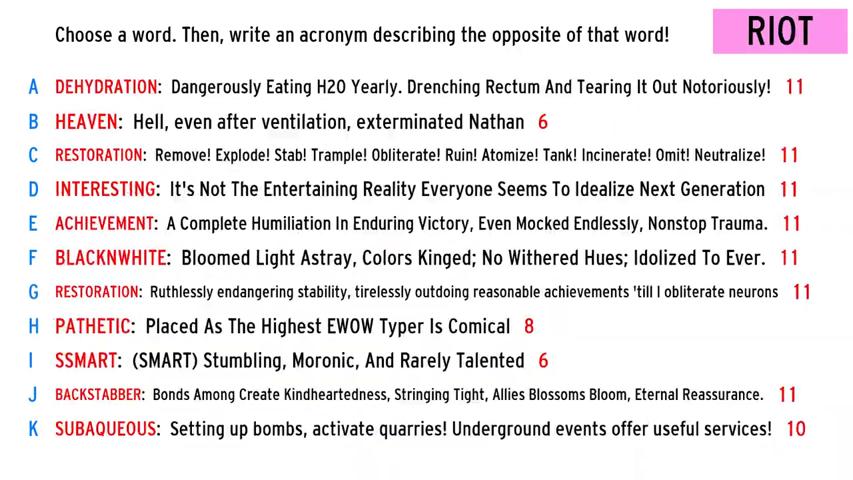 Choose a word. Then, write an acronym describing the opposite of that word!
RIOT
A DEHYDRATION: Dangerously Eating H20 Yearly. Drenching Rectum And Tearing It Out Notoriously! 11
B HEAVEN: Hell, even after ventilation, exterminated Nathan 6
C RESTORATION: Remove! Explode! Stab! Trample! Obliterate! Ruin! Atomize! Tank! Incinerate! Omit! Neutralize! 11
D INTERESTING: It's Not The Entertaining Reality Everyone Seems To Idealize Next Generation 11
E ACHIEVEMENT: A Complete Humiliation In Enduring Victory, Even Mocked Endlessly, Nonstop Trauma. 11
F BLACKNWHITE: Bloomed Light Astray, Colors Kinged; No Withered Hues; Idolized To Ever. 11
G RESTORATION: Ruthlessly endangering stability, tirelessly outdoing reasonable achievements 'till I obliterate neurons 11
H PATHETIC: Placed As The Highest EWOW Typer Is Comical 8
I SSMART: (SMART) Stumbling, Moronic, And Rarely Talented 6
J BACKSTABBER: Bonds Among Create Kindheartedness, Stringing Tight, Allies Blossoms Bloom, Eternal Reassurance. 11
K SUBAQUEOUS: Setting up bombs, activate quarries! Underground events offer useful services! 10